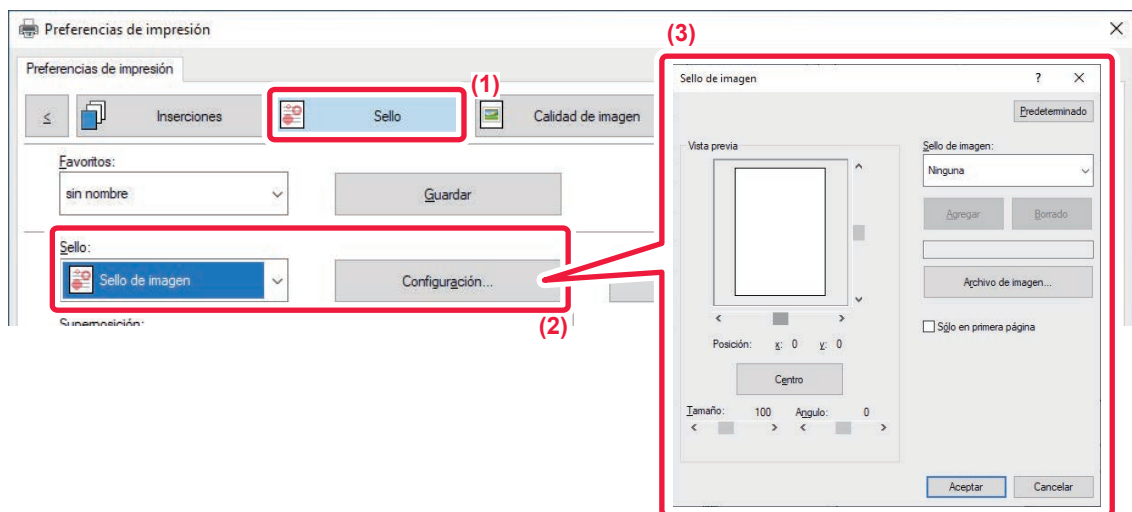 Preferencias de impresión
Preferencias de impresión
(1)
≤
Inserciones
Sello
Calidad de imagen
Favoritos:
sin nombre
Guardar
Sello:
Sello de imagen
Configuración...
(2)
Superposición:
(3)
Sello de imagen
?
Predeterminado
Vista previa
Posición: x: 0 y: 0
Centro
Tamaño: 100 Angulo: 0
Sello de imagen:
Ninguna
Agregar
Borrado
Archivo de imagen...
Sólo en primera página
Aceptar
Cancelar